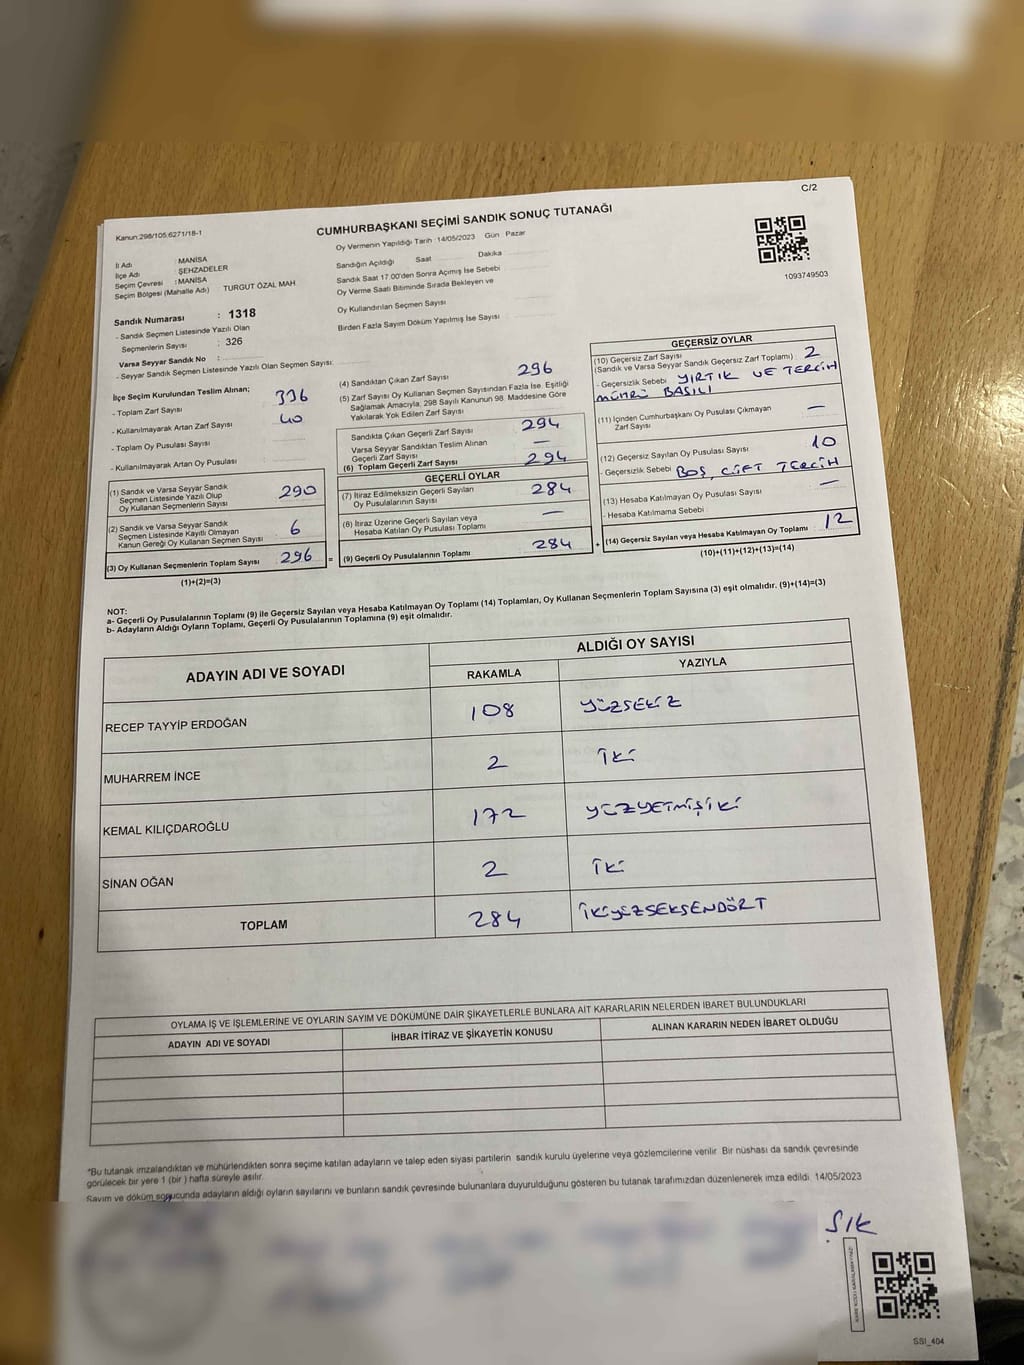 C/2
Kanun:298/105.6271/18-1
CUMHURBAŞKANI SEÇİMİ SANDIK SONUÇ TUTANAĞI
1093749503
İl Adı : MANİSA
İlçe Adı : ŞEHZADELER
Seçim Çevresi : MANİSA
Seçim Bölgesi (Mahalle Adı) TURGUT ÖZAL MAH
Sandık Numarası : 1318
- Sandık Seçmen Listesinde Yazılı Olan
Seçmenlerin Sayısı : 326
Varsa Seyyar Sandık No :
- Seyyar Sandık Seçmen Listesinde Yazılı Olan Seçmen Sayısı:
Oy Vermenin Yapıldığı Tarih 14/05/2023 Gün Pazar
Sandığın Açıldığı Saat Dakika
Sandık Saat 17.00'den Sonra Açımış İse Sebebi
Oy Verme Saati Bitiminde Sırada Bekleyen ve
Oy Kullandırılan Seçmen Sayısı
Birden Fazla Sayım Döküm Yapılmış İse Sayısı
İlçe Seçim Kurulundan Teslim Alınan:
- Toplam Zarf Sayısı 336
- Kullanılmayarak Artan Zarf Sayısı 40
- Toplam Oy Pusulası Sayısı
- Kullanılmayarak Artan Oy Pusulası
(1) Sandık ve Varsa Seyyar Sandık
Seçmen Listesinde Yazılı Olup
Oy Kullanan Seçmenlerin Sayısı 290
(2) Sandık ve Varsa Seyyar Sandık
Seçmen Listesinde Kayıtlı Olmayan
Kanun Gereği Oy Kullanan Seçmen Sayısı 6
(3) Oy Kullanan Seçmenlerin Toplam Sayısı 296 =
(1)+(2)=(3)
(4) Sandıktan Çıkan Zarf Sayısı 296
(5) Zarf Sayısı Oy Kullanan Seçmen Sayısından Fazla İse, Eşitliği
Sağlamak Amacıyla, 298 Sayılı Kanunun 98. Maddesine Göre
Yakılarak Yok Edilen Zarf Sayısı
Sandıkta Çıkan Geçerli Zarf Sayısı 294
Varsa Seyyar Sandıktan Teslim Alınan
Geçerli Zarf Sayısı —
(6) Toplam Geçerli Zarf Sayısı 294
GEÇERLİ OYLAR
(7) İtiraz Edilmeksizin Geçerli Sayılan
Oy Pusulalarının Sayısı 284
(8) İtiraz Üzerine Geçerli Sayılan veya
Hesaba Katılan Oy Pusulası Toplamı —
(9) Geçerli Oy Pusulalarının Toplamı 284 +
GEÇERSİZ OYLAR
(10) Geçersiz Zarf Sayısı
(Sandık ve Varsa Seyyar Sandık Geçersiz Zarf Toplamı) 2
- Geçersizlik Sebebi YIRTIK VE TERCİH
MÜHRÜ BASILI
(11) İçinden Cumhurbaşkanı Oy Pusulası Çıkmayan
Zarf Sayısı —
(12) Geçersiz Sayılan Oy Pusulası Sayısı 10
- Geçersizlik Sebebi BOŞ, ÇİFT TERCİH
(13) Hesaba Katılmayan Oy Pusulası Sayısı —
- Hesaba Katılmama Sebebi
(14) Geçersiz Sayılan veya Hesaba Katılmayan Oy Toplamı 12
(10)+(11)+(12)+(13)=(14)
NOT:
a- Geçerli Oy Pusulalarının Toplamı (9) ile Geçersiz Sayılan veya Hesaba Katılmayan Oy Toplamı (14) Toplamları, Oy Kullanan Seçmenlerin Toplam Sayısına (3) eşit olmalıdır. (9)+(14)=(3)
b- Adayların Aldığı Oyların Toplamı, Geçerli Oy Pusulalarının Toplamına (9) eşit olmalıdır.
ADAYIN ADI VE SOYADI ALDIĞI OY SAYISI
RAKAMLA YAZIYLA
RECEP TAYYİP ERDOĞAN 108 YÜZSEKİZ
MUHARREM İNCE 2 İKİ
KEMAL KILIÇDAROĞLU 172 YÜZYETMİŞİKİ
SİNAN OĞAN 2 İKİ
TOPLAM 284 İKİYÜZSEKSENDÖRT
OYLAMA İŞ VE İŞLEMLERİNE VE OYLARIN SAYIM VE DÖKÜMÜNE DAİR ŞİKAYETLERLE BUNLARA AİT KARARLARIN NELERDEN İBARET BULUNDUKLARI
ADAYIN ADI VE SOYADI İHBAR İTİRAZ VE ŞİKAYETİN KONUSU ALINAN KARARIN NEDEN İBARET OLDUĞU
*Bu tutanak imzalandıktan ve mühürlendikten sonra seçime katılan adayların ve talep eden siyasi partilerin sandık kurulu üyelerine veya gözlemcilerine verilir. Bir nüshası da sandık çevresinde
görülecek bir yere 1 (bir) hafta süreyle asılır.
Sayım ve döküm sonucunda adayların aldığı oyların sayılarını ve bunların sandık çevresinde bulunanlara duyurulduğunu gösteren bu tutanak tarafımızdan düzenlenerek imza edildi. 14/05/2023
SSI_404